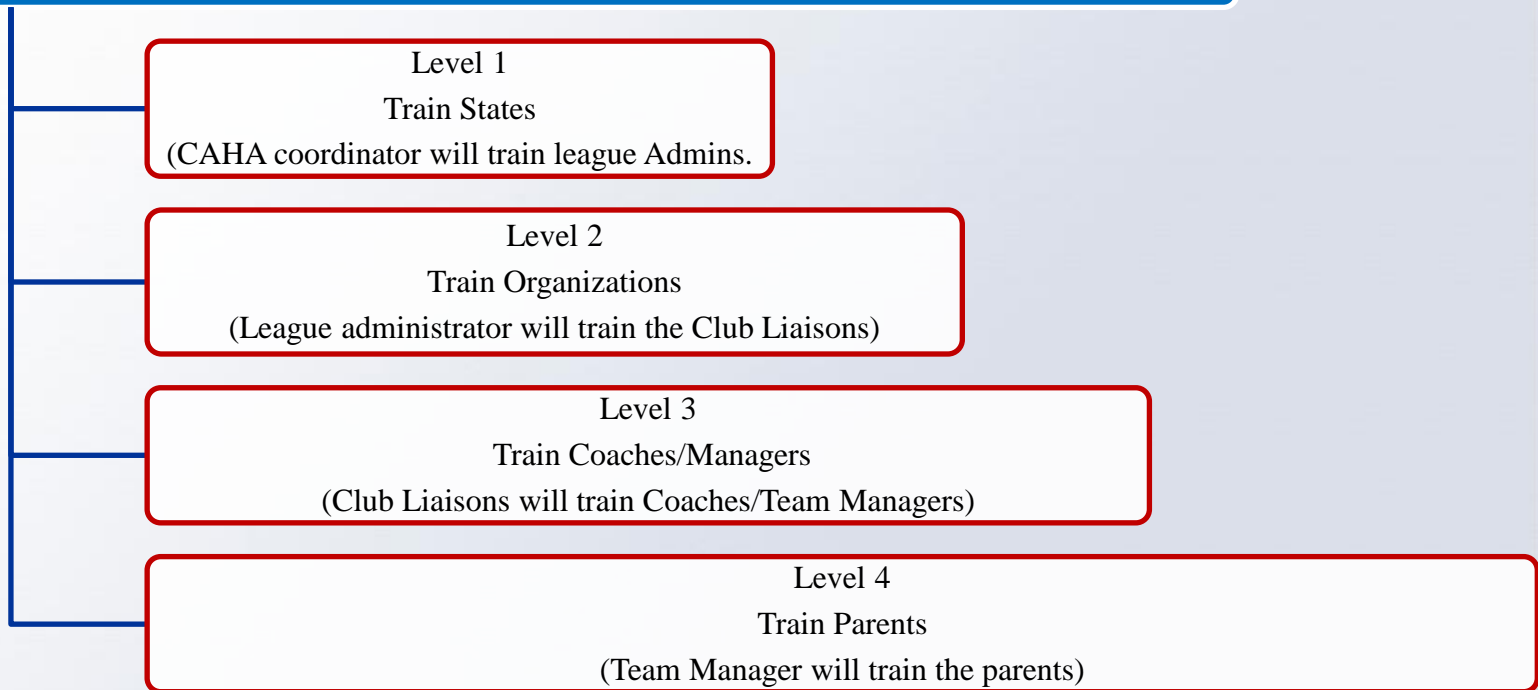 Level 1
Train States
(CAHA coordinator will train league Admins.
Level 2
Train Organizations
(League administrator will train the Club Liaisons)
Level 3
Train Coaches/Managers
(Club Liaisons will train Coaches/Team Managers)
Level 4
Train Parents
(Team Manager will train the parents)